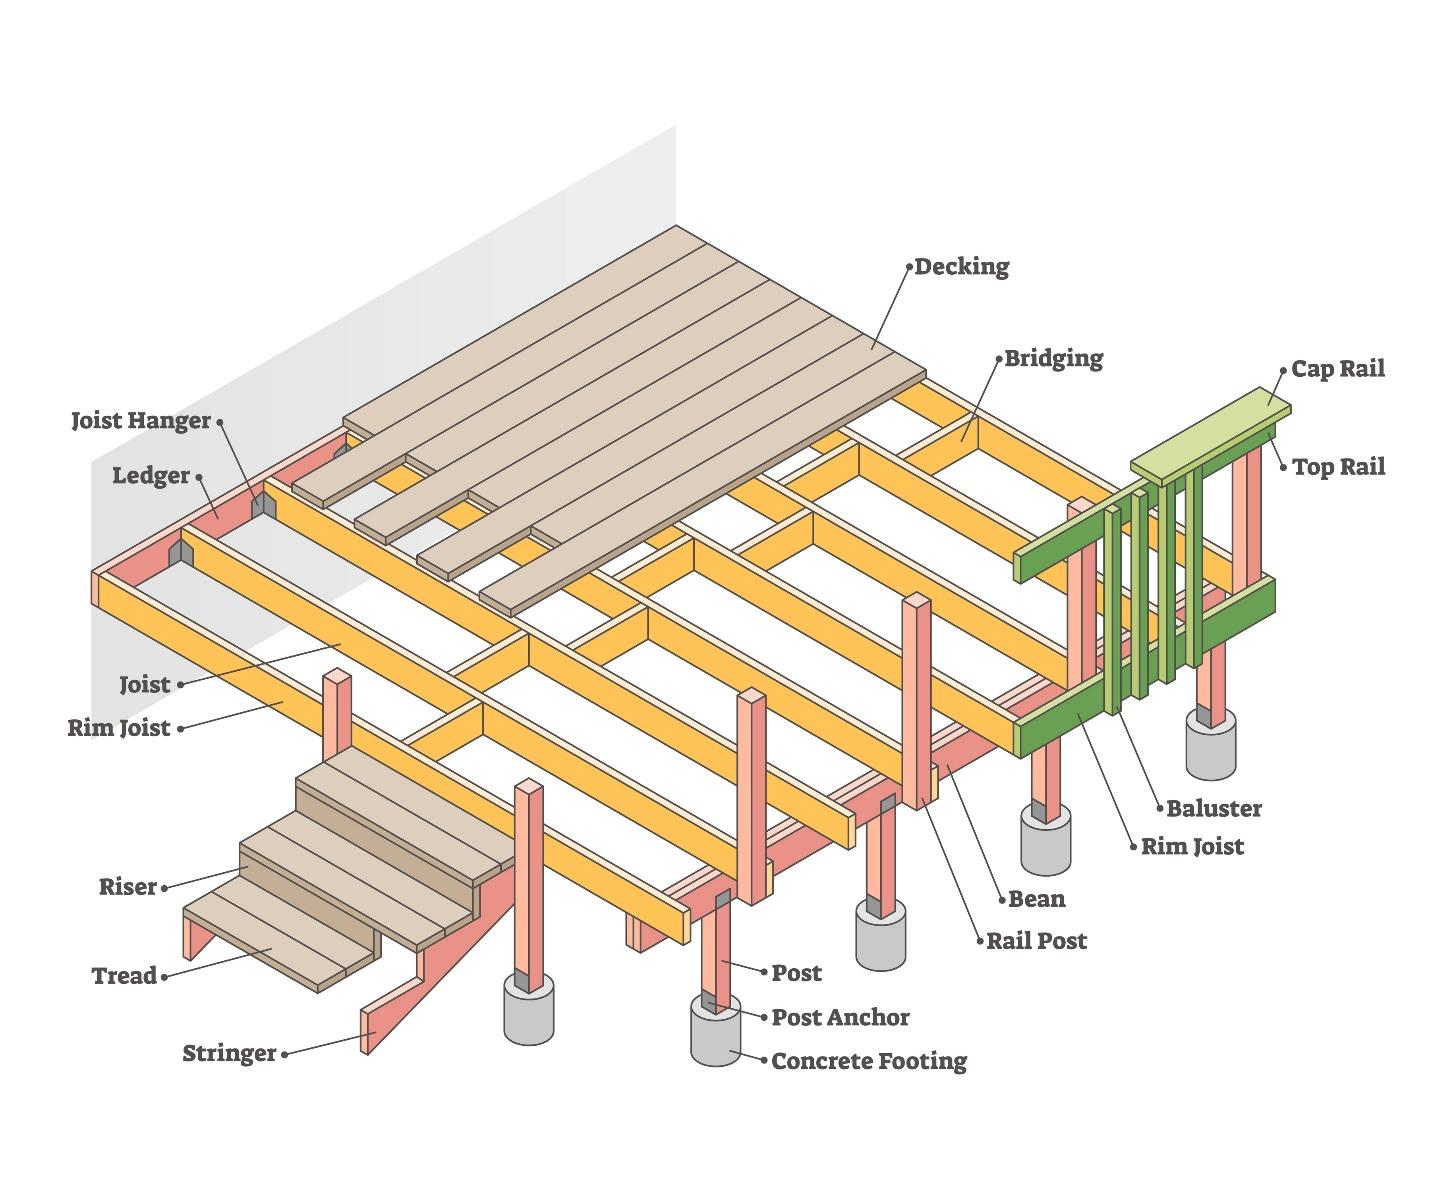 Decking
Bridging
Cap Rail
Joist Hanger
Ledger
Top Rail
Joist
Rim Joist
Baluster
Rim Joist
Riser
Bean
Rail Post
Tread
Post
Post Anchor
Stringer
Concrete Footing